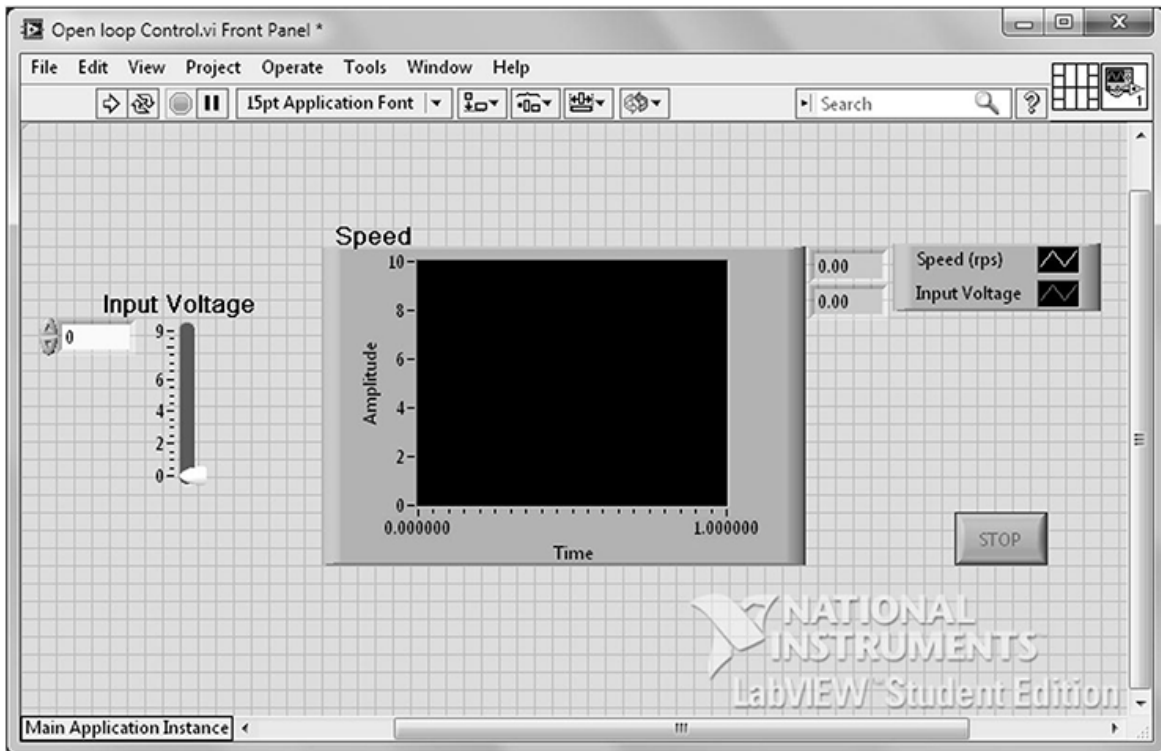 Open loop Control.vi Front Panel *
File Edit View Project Operate Tools Window Help
15pt Application Font
Search
?
1
Speed
Input Voltage
0
9
6
4
2
0
10
8
6
4
2
0
Amplitude
0.000000
1.000000
Time
0.00
0.00
Speed (rps)
Input Voltage
STOP
NATIONAL
INSTRUMENTS
LabVIEW™ Student Edition
Main Application Instance